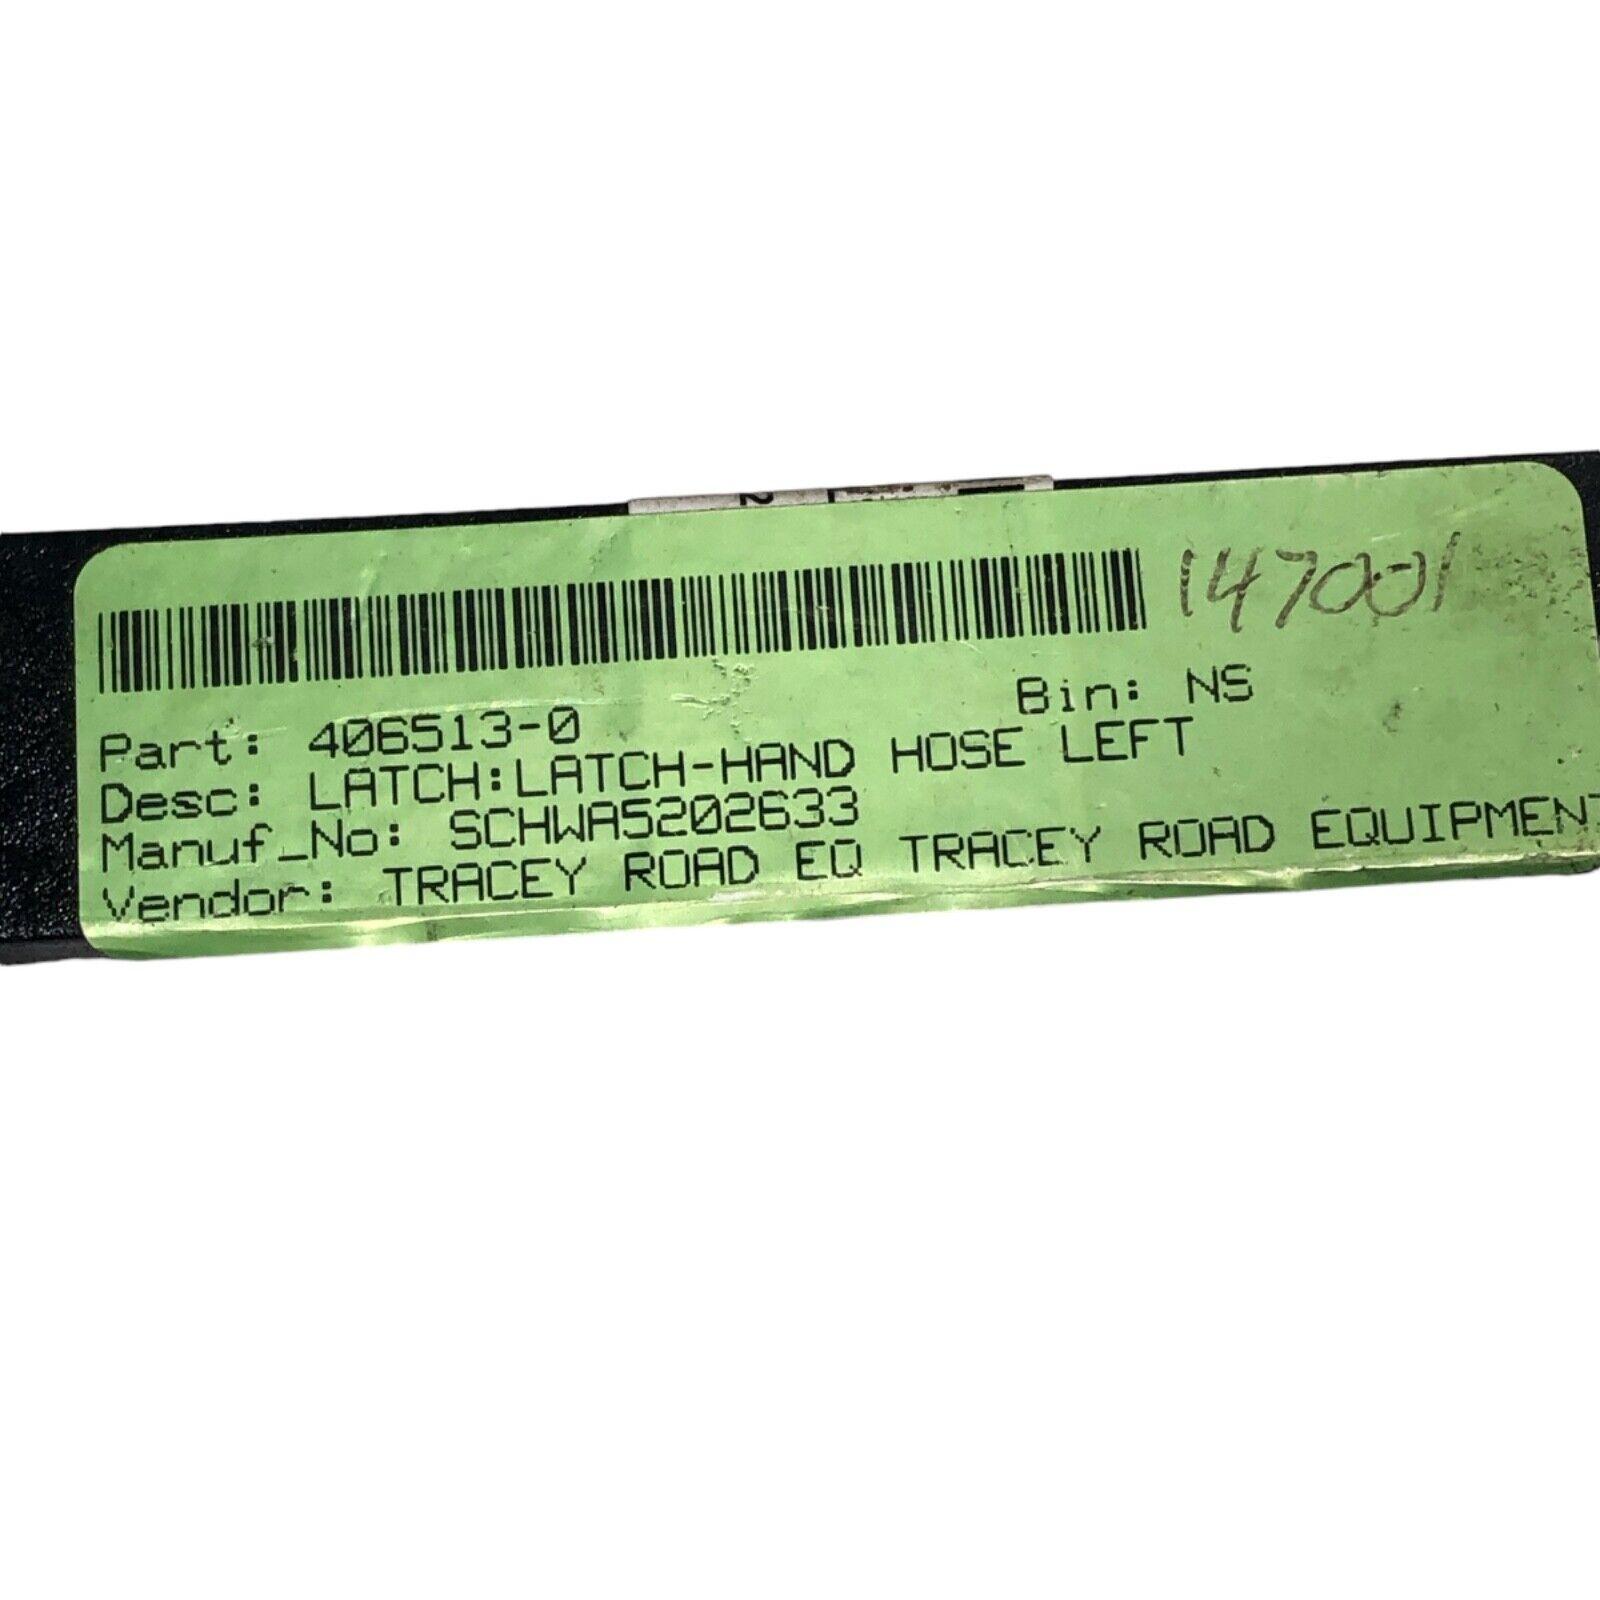 147001
Part: 406513-0 Bin: NS
Desc: LATCH:LATCH-HAND HOSE LEFT
Manuf_No: SCHWA5202633
Vendor: TRACEY ROAD EQ TRACEY ROAD EQUIPMENT